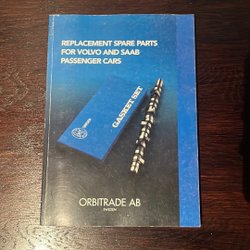 REPLACEMENT SPARE PARTS
FOR VOLVO AND SAAB
PASSENGER CARS
GASKET SET
ORBITRADE AB
SWEDEN